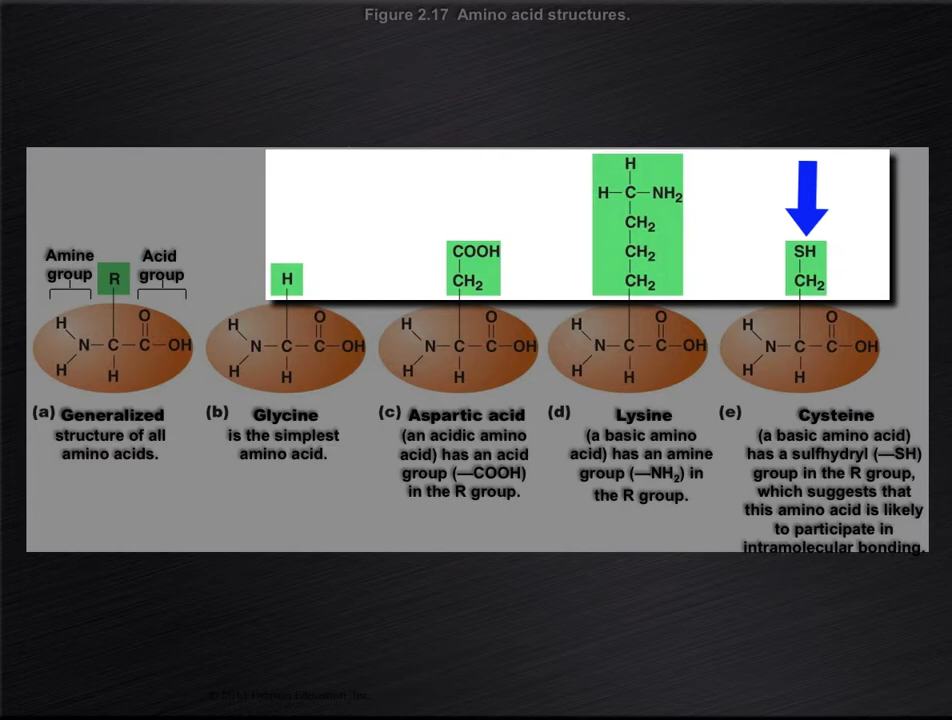 Figure 2.17 Amino acid structures.
Amine group
Acid group
R
H
N—C—C—OH
O
H
H
(a) Generalized
structure of all
amino acids.
H
H
N—C—C—OH
O
H
H
(b) Glycine
is the simplest
amino acid.
COOH
CH2
H
N—C—C—OH
O
H
H
(c) Aspartic acid
(an acidic amino
acid) has an acid
group (—COOH)
in the R group.
H
H—C—NH2
CH2
CH2
CH2
H
N—C—C—OH
O
H
H
(d) Lysine
(a basic amino
acid) has an amine
group (—NH2) in
the R group.
SH
CH2
H
N—C—C—OH
O
H
H
(e) Cysteine
(a basic amino acid)
has a sulfhydryl (—SH)
group in the R group,
which suggests that
this amino acid is likely
to participate in
intramolecular bonding.